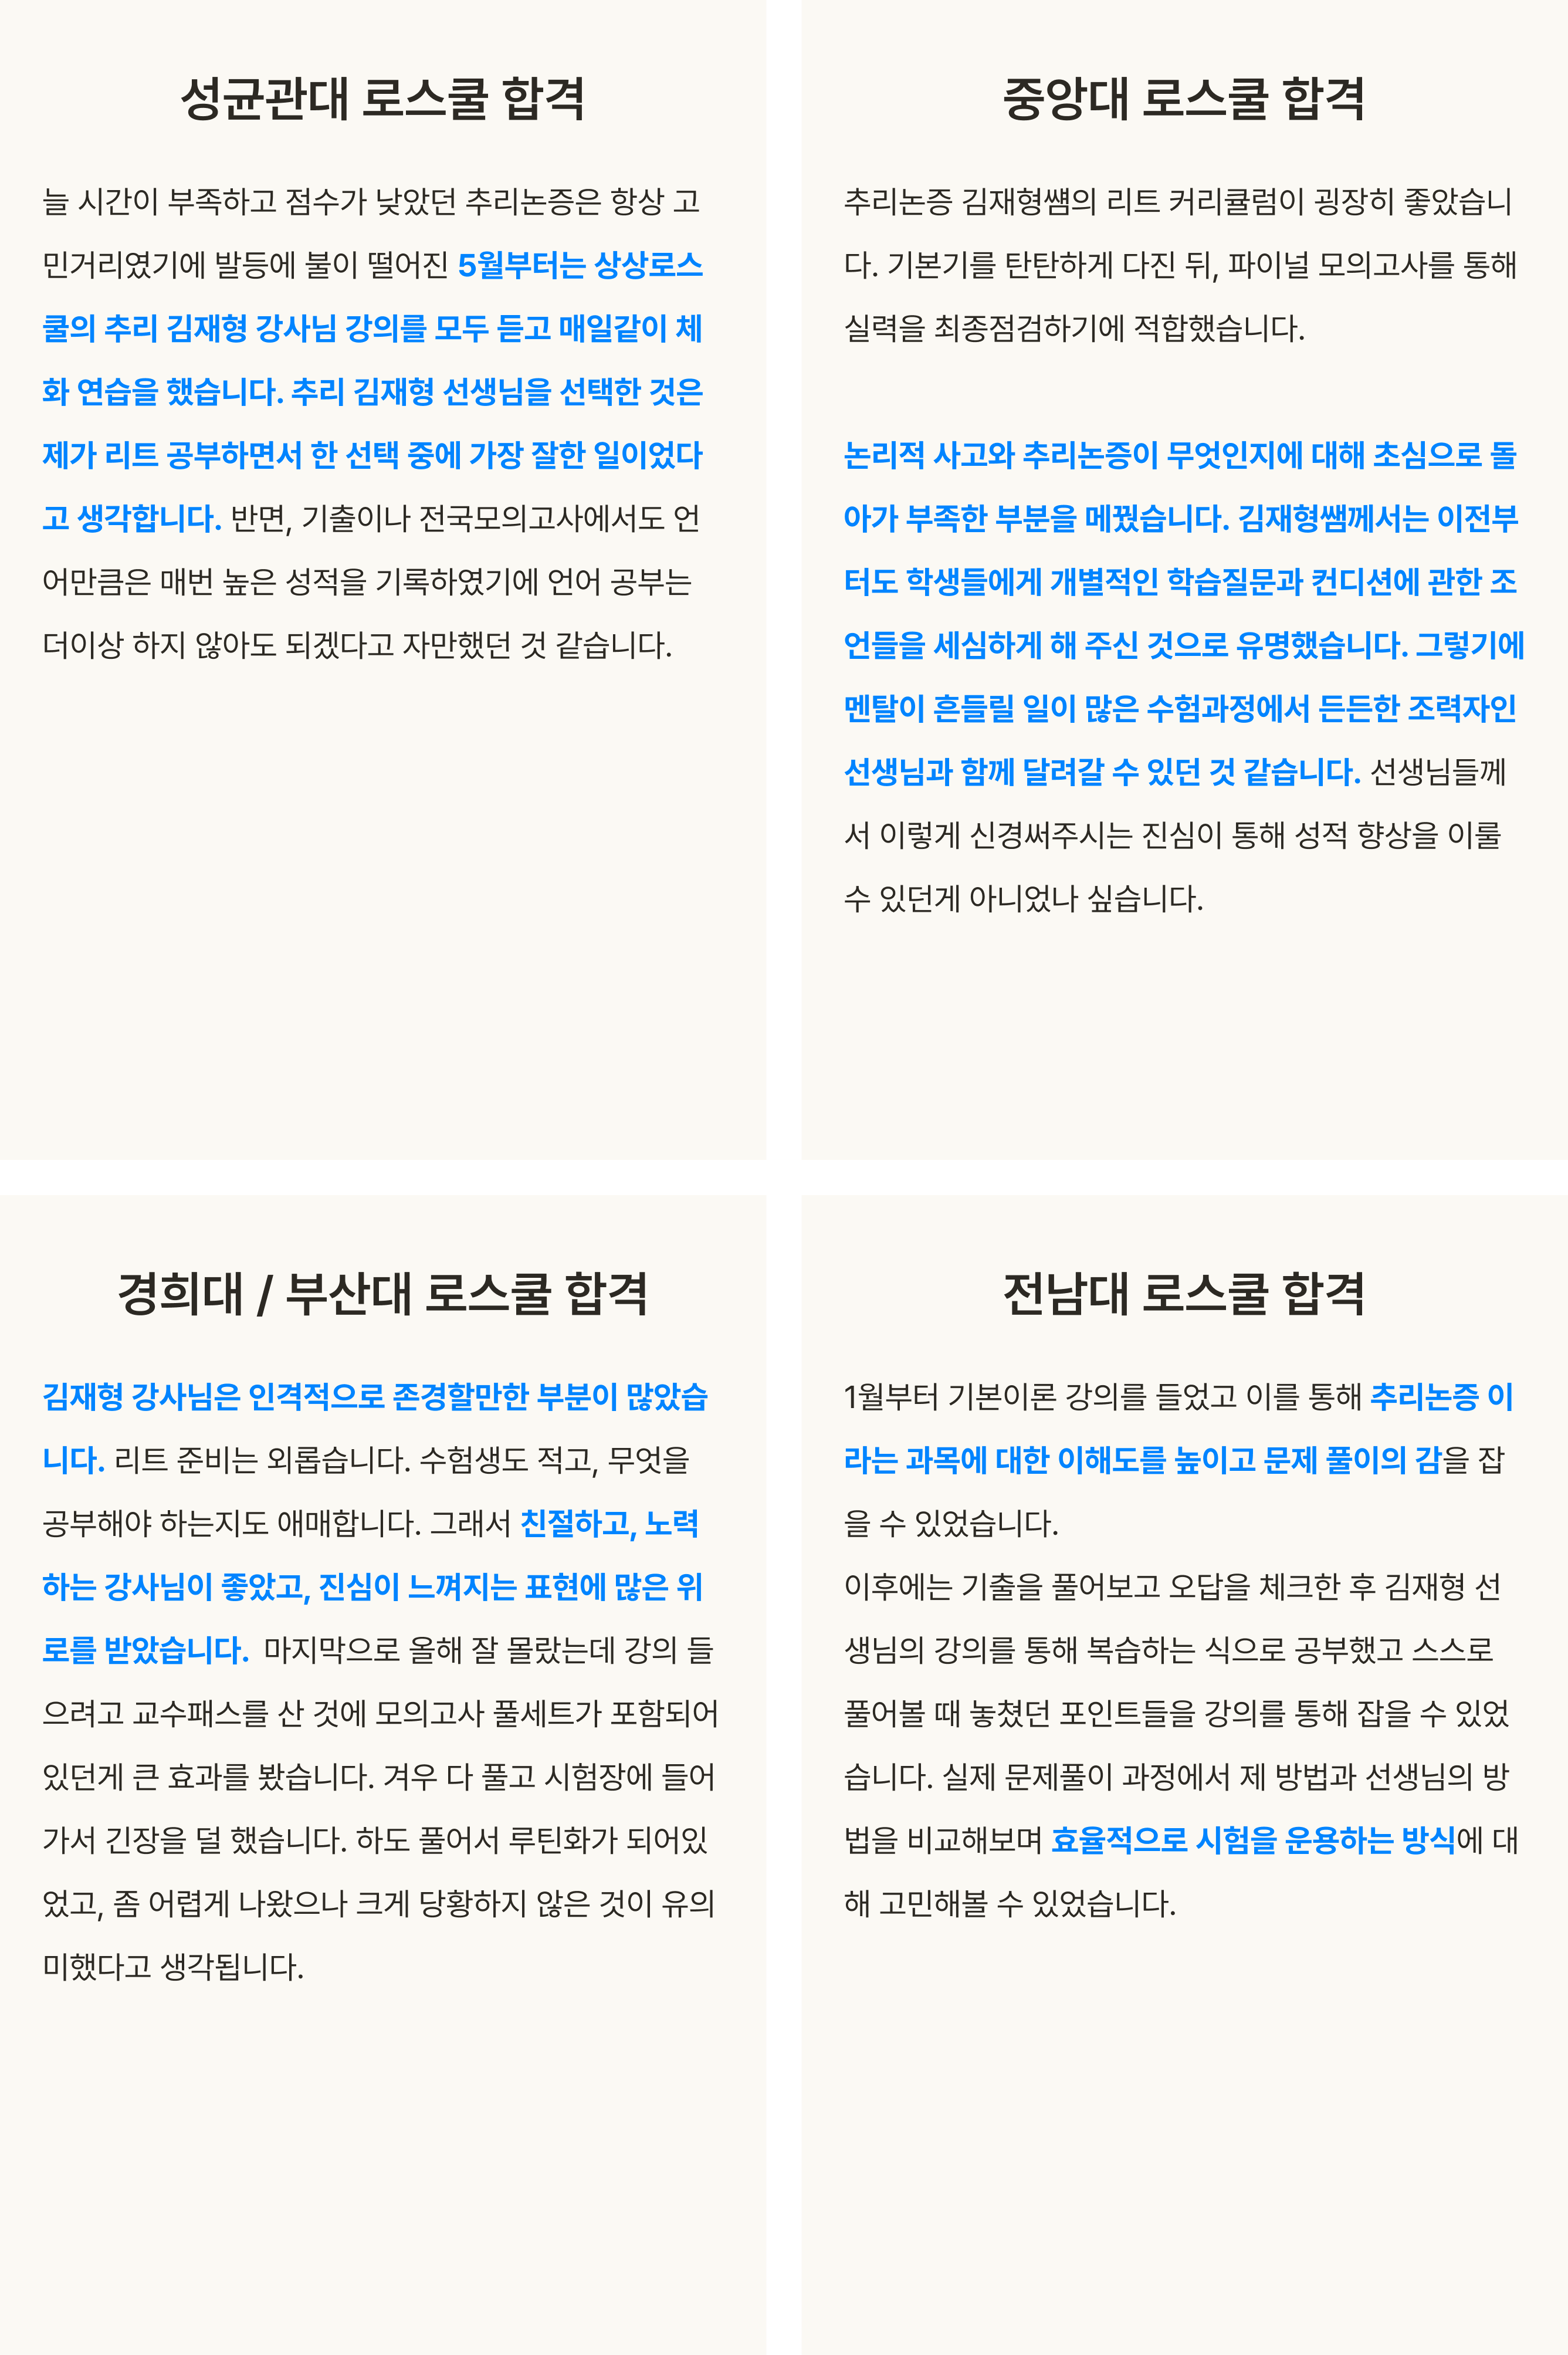 성균관대 로스쿨 합격
늘 시간이 부족하고 점수가 낮았던 추리논증은 항상 고
민거리였기에 발등에 불이 떨어진 5월부터는 상상로스
쿨의 추리 김재형 강사님 강의를 모두 듣고 매일같이 체
화 연습을 했습니다. 추리 김재형 선생님을 선택한 것은
제가 리트 공부하면서 한 선택 중에 가장 잘한 일이었다
고 생각합니다. 반면, 기출이나 전국모의고사에서도 언
어만큼은 매번 높은 성적을 기록하였기에 언어 공부는
더이상 하지 않아도 되겠다고 자만했던 것 같습니다.
중앙대 로스쿨 합격
추리논증 김재형쌤의 리트 커리큘럼이 굉장히 좋았습니
다. 기본기를 탄탄하게 다진 뒤, 파이널 모의고사를 통해
실력을 최종점검하기에 적합했습니다.
논리적 사고와 추리논증이 무엇인지에 대해 초심으로 돌
아가 부족한 부분을 메꿨습니다. 김재형쌤께서는 이전부
터도 학생들에게 개별적인 학습질문과 컨디션에 관한 조
언들을 세심하게 해 주신 것으로 유명했습니다. 그렇기에
멘탈이 흔들릴 일이 많은 수험과정에서 든든한 조력자인
선생님과 함께 달려갈 수 있던 것 같습니다. 선생님들께
서 이렇게 신경써주시는 진심이 통해 성적 향상을 이룰
수 있던게 아니었나 싶습니다.
경희대 / 부산대 로스쿨 합격
김재형 강사님은 인격적으로 존경할만한 부분이 많았습
니다. 리트 준비는 외롭습니다. 수험생도 적고, 무엇을
공부해야 하는지도 애매합니다. 그래서 친절하고, 노력
하는 강사님이 좋았고, 진심이 느껴지는 표현에 많은 위
로를 받았습니다. 마지막으로 올해 잘 몰랐는데 강의 들
으려고 교수패스를 산 것에 모의고사 풀세트가 포함되어
있던게 큰 효과를 봤습니다. 겨우 다 풀고 시험장에 들어
가서 긴장을 덜 했습니다. 하도 풀어서 루틴화가 되어있
었고, 좀 어렵게 나왔으나 크게 당황하지 않은 것이 유의
미했다고 생각됩니다.
전남대 로스쿨 합격
1월부터 기본이론 강의를 들었고 이를 통해 추리논증 이
라는 과목에 대한 이해도를 높이고 문제 풀이의 감을 잡
을 수 있었습니다.
이후에는 기출을 풀어보고 오답을 체크한 후 김재형 선
생님의 강의를 통해 복습하는 식으로 공부했고 스스로
풀어볼 때 놓쳤던 포인트들을 강의를 통해 잡을 수 있었
습니다. 실제 문제풀이 과정에서 제 방법과 선생님의 방
법을 비교해보며 효율적으로 시험을 운용하는 방식에 대
해 고민해볼 수 있었습니다.